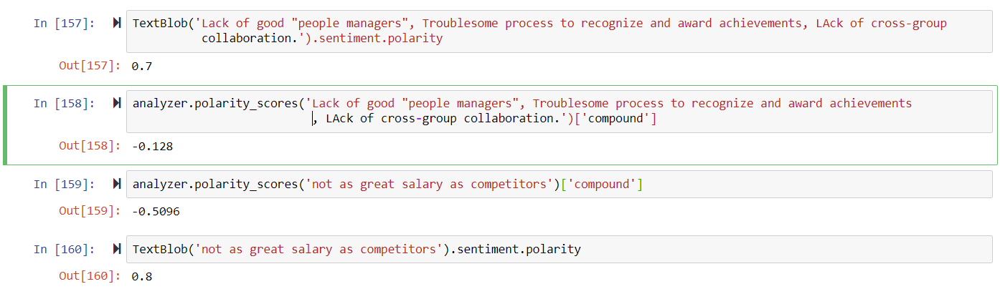 In [157]: TextBlob('Lack of good "people managers", Troublesome process to recognize and award achievements, LAck of cross-group
collaboration.').sentiment.polarity
Out[157]: 0.7
In [158]: analyzer.polarity_scores('Lack of good "people managers", Troublesome process to recognize and award achievements
, LAck of cross-group collaboration.')['compound']
Out[158]: -0.128
In [159]: analyzer.polarity_scores('not as great salary as competitors')['compound']
Out[159]: -0.5096
In [160]: TextBlob('not as great salary as competitors').sentiment.polarity
Out[160]: 0.8